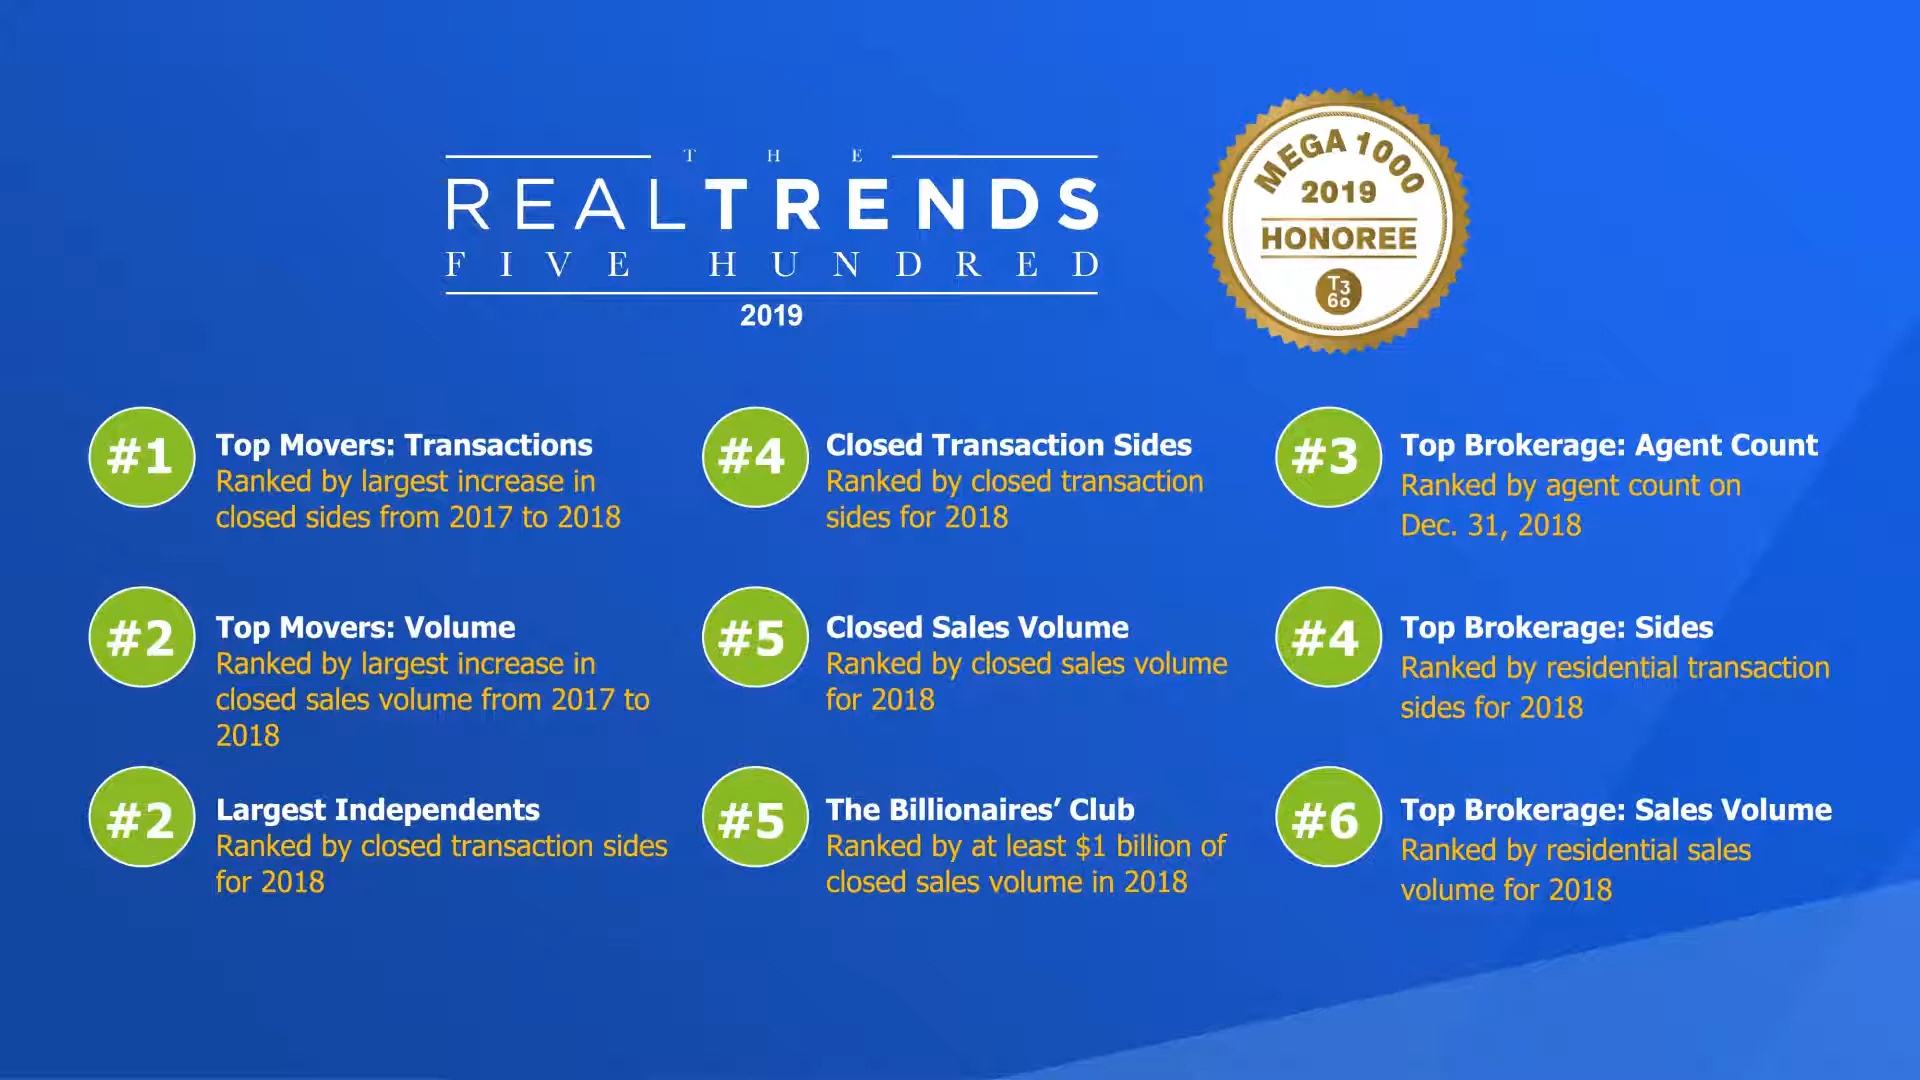 THE
REALTRENDS
FIVE HUNDRED
2019
MEGA 1000
2019
HONOREE
T3
60
#1
Top Movers: Transactions
Ranked by largest increase in
closed sides from 2017 to 2018
#2
Top Movers: Volume
Ranked by largest increase in
closed sales volume from 2017 to
2018
#2
Largest Independents
Ranked by closed transaction sides
for 2018
#4
Closed Transaction Sides
Ranked by closed transaction
sides for 2018
#5
Closed Sales Volume
Ranked by closed sales volume
for 2018
#5
The Billionaires’ Club
Ranked by at least $1 billion of
closed sales volume in 2018
#3
Top Brokerage: Agent Count
Ranked by agent count on
Dec. 31, 2018
#4
Top Brokerage: Sides
Ranked by residential transaction
sides for 2018
#6
Top Brokerage: Sales Volume
Ranked by residential sales
volume for 2018